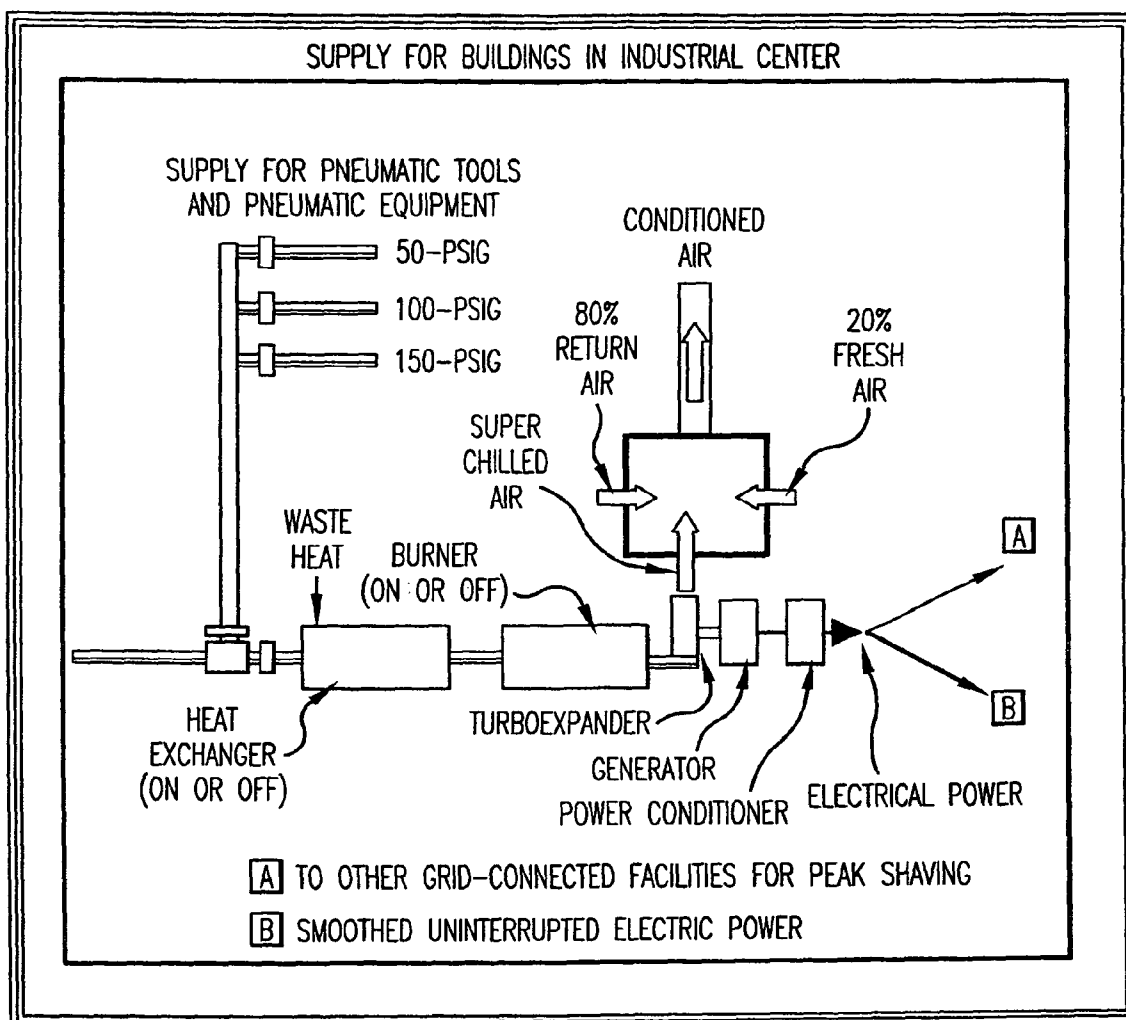 SUPPLY FOR BUILDINGS IN INDUSTRIAL CENTER
SUPPLY FOR PNEUMATIC TOOLS
AND PNEUMATIC EQUIPMENT
50-PSIG
100-PSIG
150-PSIG
CONDITIONED
AIR
80%
RETURN
AIR
20%
FRESH
AIR
SUPER
CHILLED
AIR
WASTE
HEAT
BURNER
(ON OR OFF)
A
B
HEAT
EXCHANGER
(ON OR OFF)
TURBOEXPANDER
GENERATOR
POWER CONDITIONER
ELECTRICAL POWER
A TO OTHER GRID-CONNECTED FACILITIES FOR PEAK SHAVING
B SMOOTHED UNINTERRUPTED ELECTRIC POWER